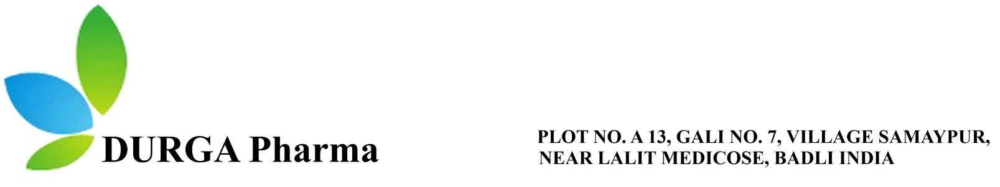 DURGA Pharma
PLOT NO. A 13, GALI NO. 7, VILLAGE SAMAYPUR,
NEAR LALIT MEDICOSE, BADLI INDIA